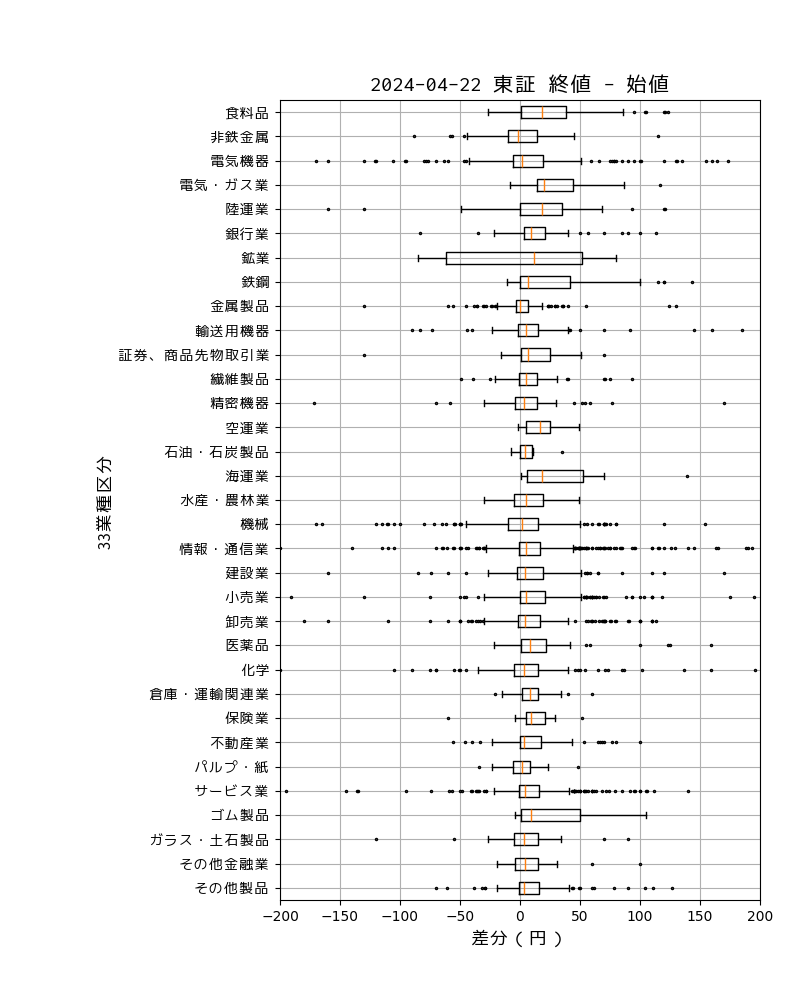 2024-04-22 東証 終値 - 始値
食料品
非鉄金属
電気機器
電気・ガス業
陸運業
銀行業
鉱業
鉄鋼
金属製品
輸送用機器
証券、商品先物取引業
繊維製品
精密機器
空運業
石油・石炭製品
海運業
水産・農林業
機械
情報・通信業
建設業
小売業
卸売業
医薬品
化学
倉庫・運輸関連業
保険業
不動産業
パルプ・紙
サービス業
ゴム製品
ガラス・土石製品
その他金融業
その他製品
33業種区分
−200 −150 −100 −50 0 50 100 150 200
差分（円）